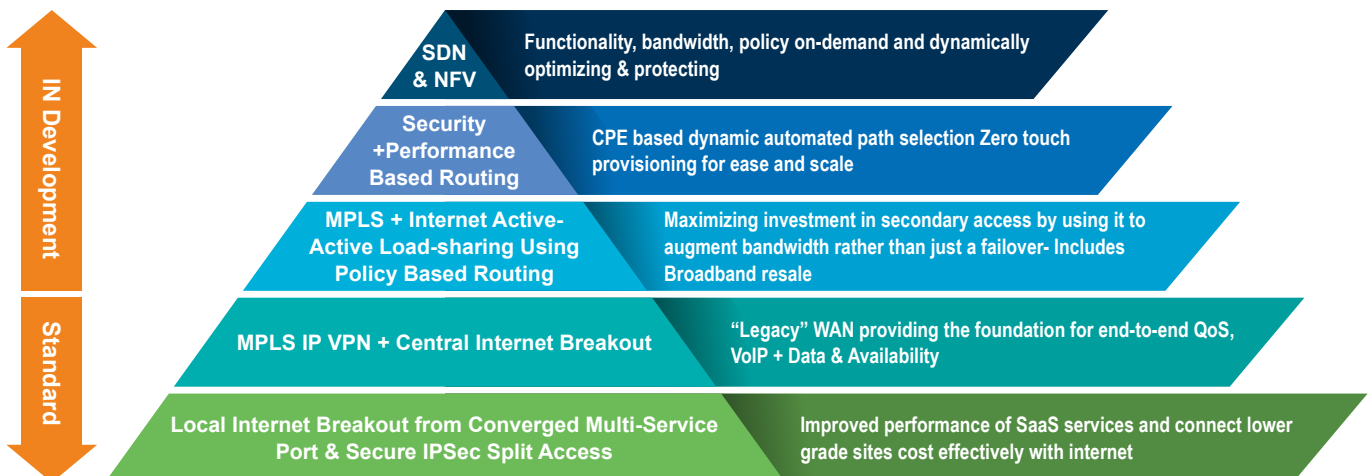 IN Development
Standard
SDN
& NFV
Functionality, bandwidth, policy on-demand and dynamically
optimizing & protecting
Security
+Performance
Based Routing
CPE based dynamic automated path selection Zero touch
provisioning for ease and scale
MPLS + Internet Active-
Active Load-sharing Using
Policy Based Routing
Maximizing investment in secondary access by using it to
augment bandwidth rather than just a failover- Includes
Broadband resale
MPLS IP VPN + Central Internet Breakout
“Legacy” WAN providing the foundation for end-to-end QoS,
VoIP + Data & Availability
Local Internet Breakout from Converged Multi-Service
Port & Secure IPSec Split Access
Improved performance of SaaS services and connect lower
grade sites cost effectively with internet